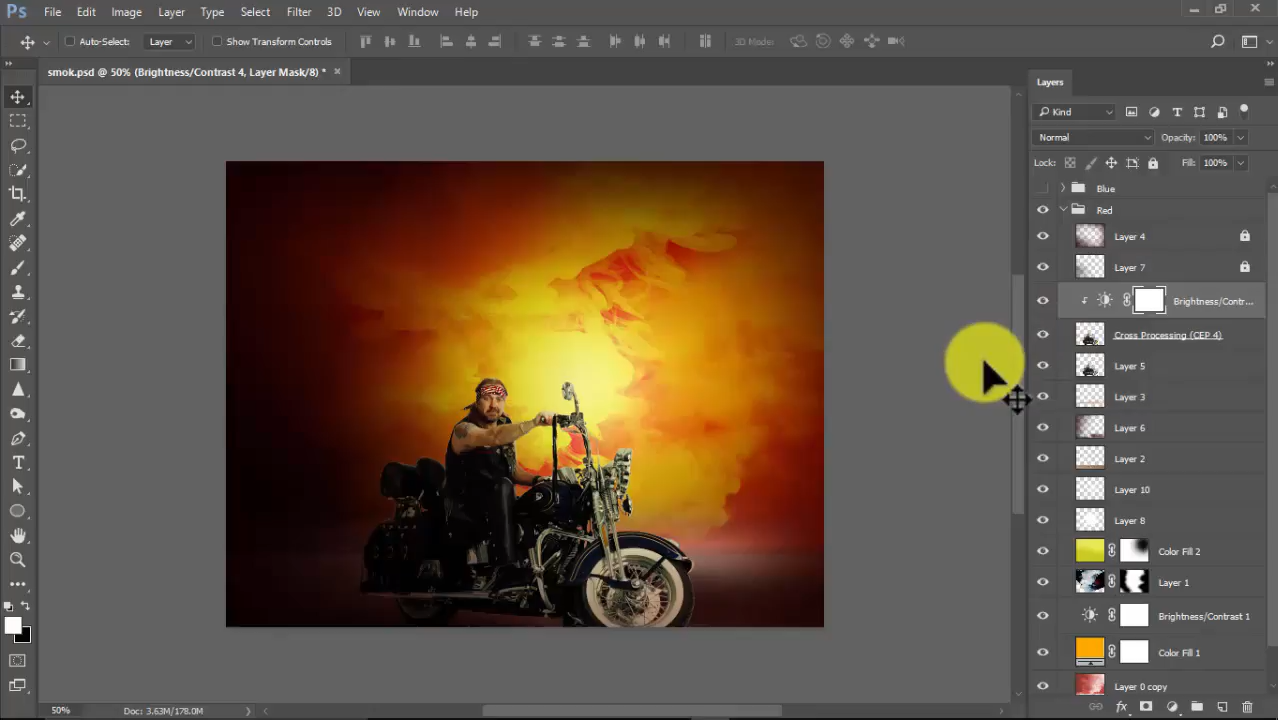 Ps File Edit Image Layer Type Select Filter 3D View Window Help
Auto-Select: Layer Show Transform Controls 3D Mode:
smok.psd @ 50% (Brightness/Contrast 4, Layer Mask/8) * ×
Layers
Kind
Normal Opacity: 100%
Lock: Fill: 100%
Blue
Red
Layer 4
Layer 7
Brightness/Contr...
Cross Processing (CEP 4)
Layer 5
Layer 3
Layer 6
Layer 2
Layer 10
Layer 8
Color Fill 2
Layer 1
Brightness/Contrast 1
Color Fill 1
Layer 0 copy
50% Doc: 3.63M/178.0M